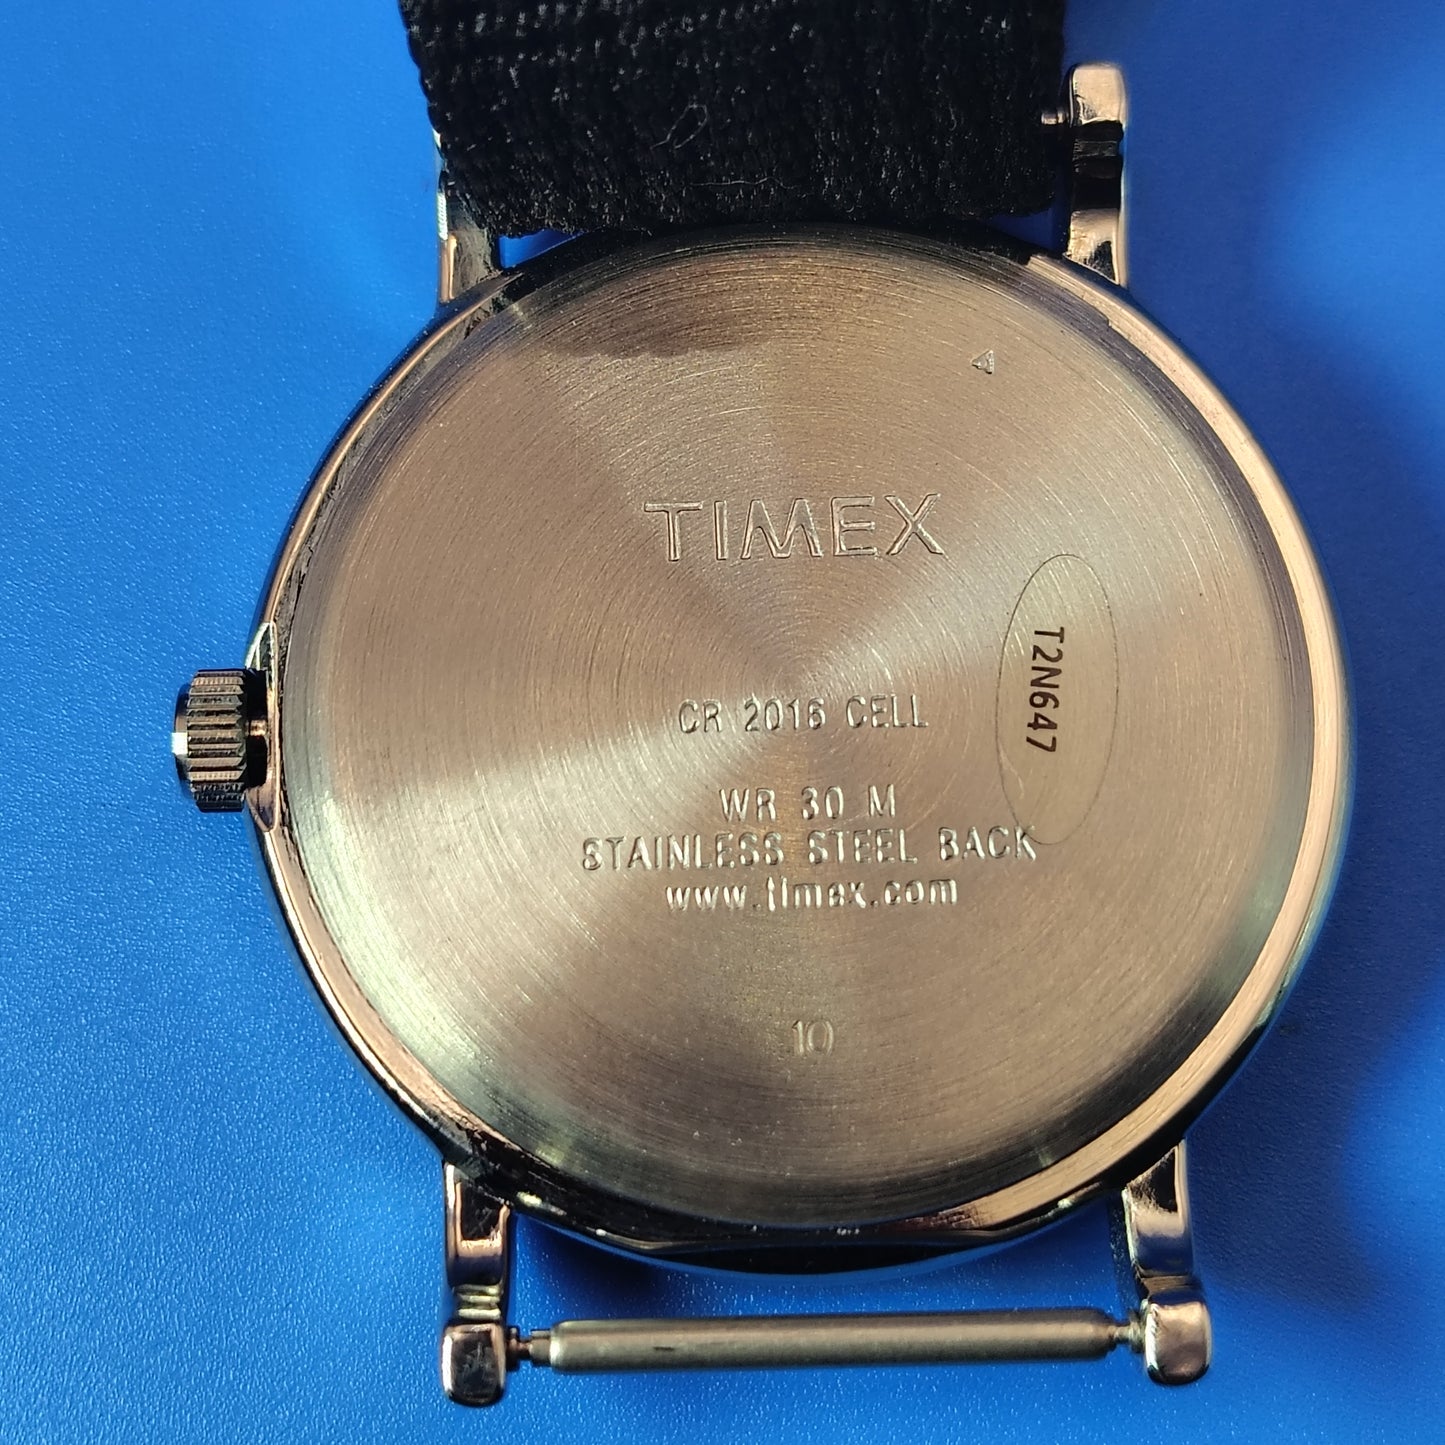 4
TIMEX
T2N647
CR 2016 CELL
WR 30 M
STAINLESS STEEL BACK
www.timex.com
10